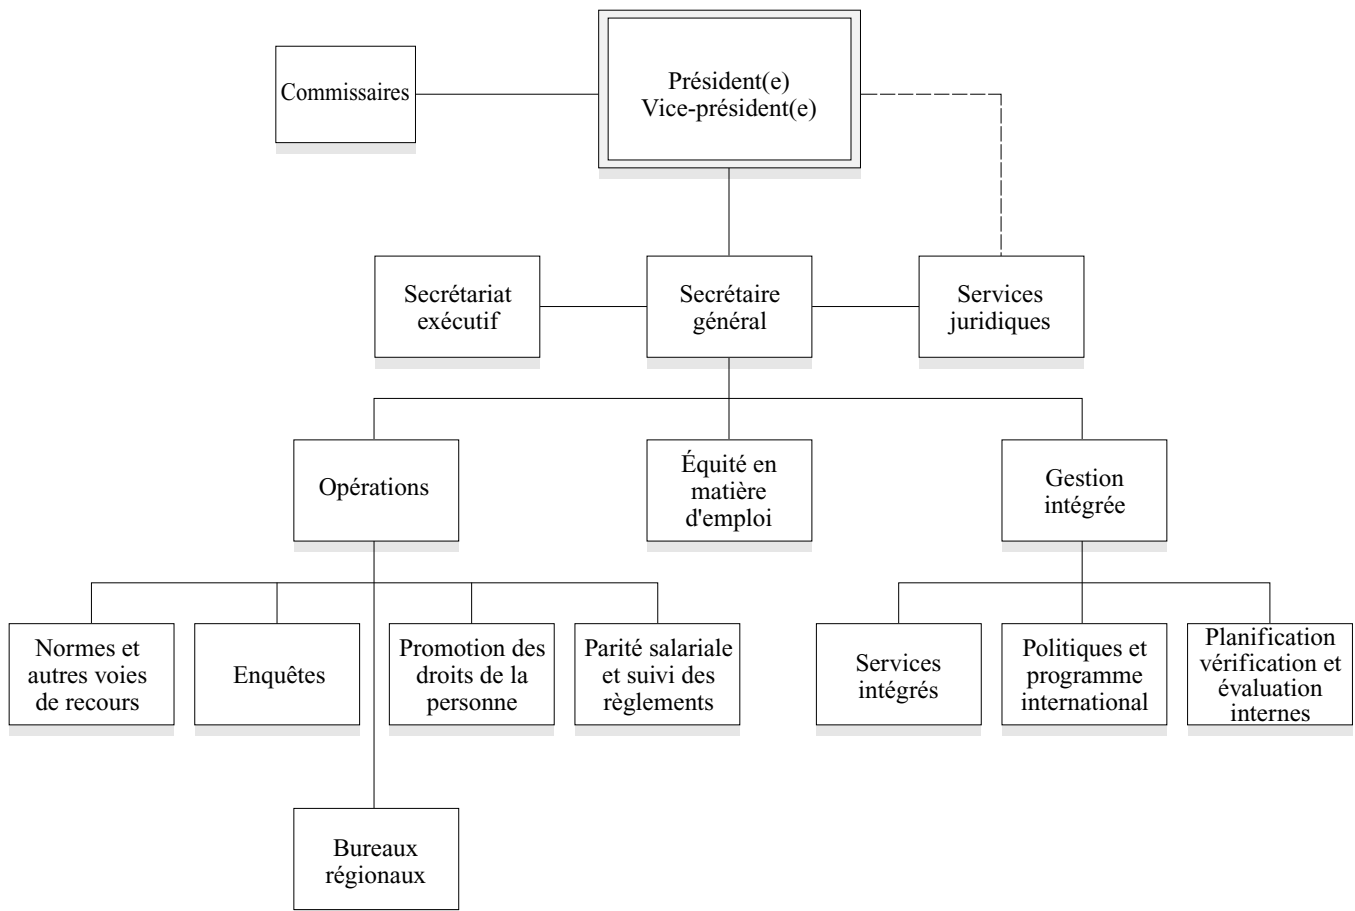 Commissaires
Président(e)
Vice-président(e)
Secrétariat
exécutif
Secrétaire
général
Services
juridiques
Opérations
Équité en
matière
d'emploi
Gestion
intégrée
Normes et
autres voies
de recours
Enquêtes
Promotion des
droits de la
personne
Parité salariale
et suivi des
règlements
Services
intégrés
Politiques et
programme
international
Planification
vérification et
évaluation
internes
Bureaux
régionaux